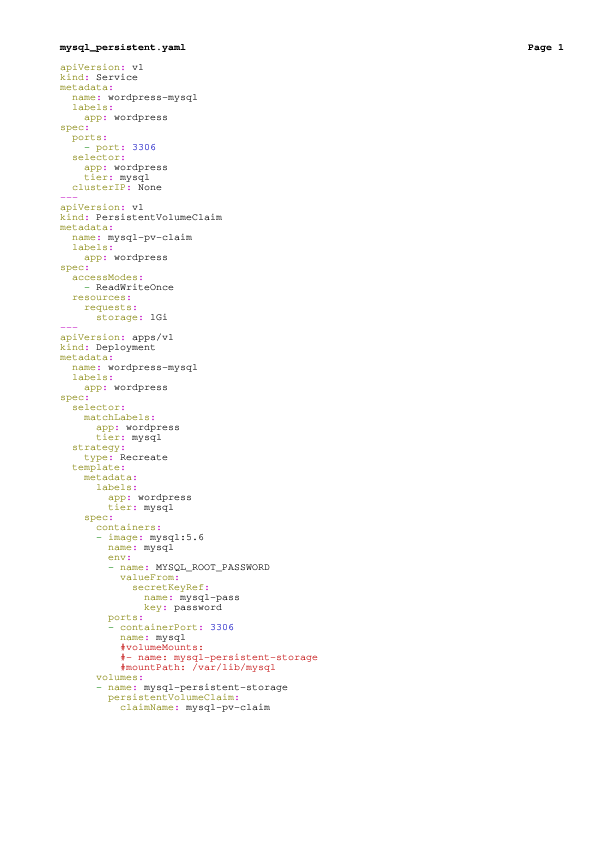 mysql_persistent.yaml Page 1
apiVersion: v1
kind: Service
metadata:
  name: wordpress-mysql
  labels:
    app: wordpress
spec:
  ports:
    - port: 3306
  selector:
    app: wordpress
    tier: mysql
  clusterIP: None
---
apiVersion: v1
kind: PersistentVolumeClaim
metadata:
  name: mysql-pv-claim
  labels:
    app: wordpress
spec:
  accessModes:
    - ReadWriteOnce
  resources:
    requests:
      storage: 1Gi
---
apiVersion: apps/v1
kind: Deployment
metadata:
  name: wordpress-mysql
  labels:
    app: wordpress
spec:
  selector:
    matchLabels:
      app: wordpress
      tier: mysql
  strategy:
    type: Recreate
  template:
    metadata:
      labels:
        app: wordpress
        tier: mysql
    spec:
      containers:
      - image: mysql:5.6
        name: mysql
        env:
        - name: MYSQL_ROOT_PASSWORD
          valueFrom:
            secretKeyRef:
              name: mysql-pass
              key: password
        ports:
        - containerPort: 3306
          name: mysql
          #volumeMounts:
          #- name: mysql-persistent-storage
          #mountPath: /var/lib/mysql
      volumes:
      - name: mysql-persistent-storage
        persistentVolumeClaim:
          claimName: mysql-pv-claim